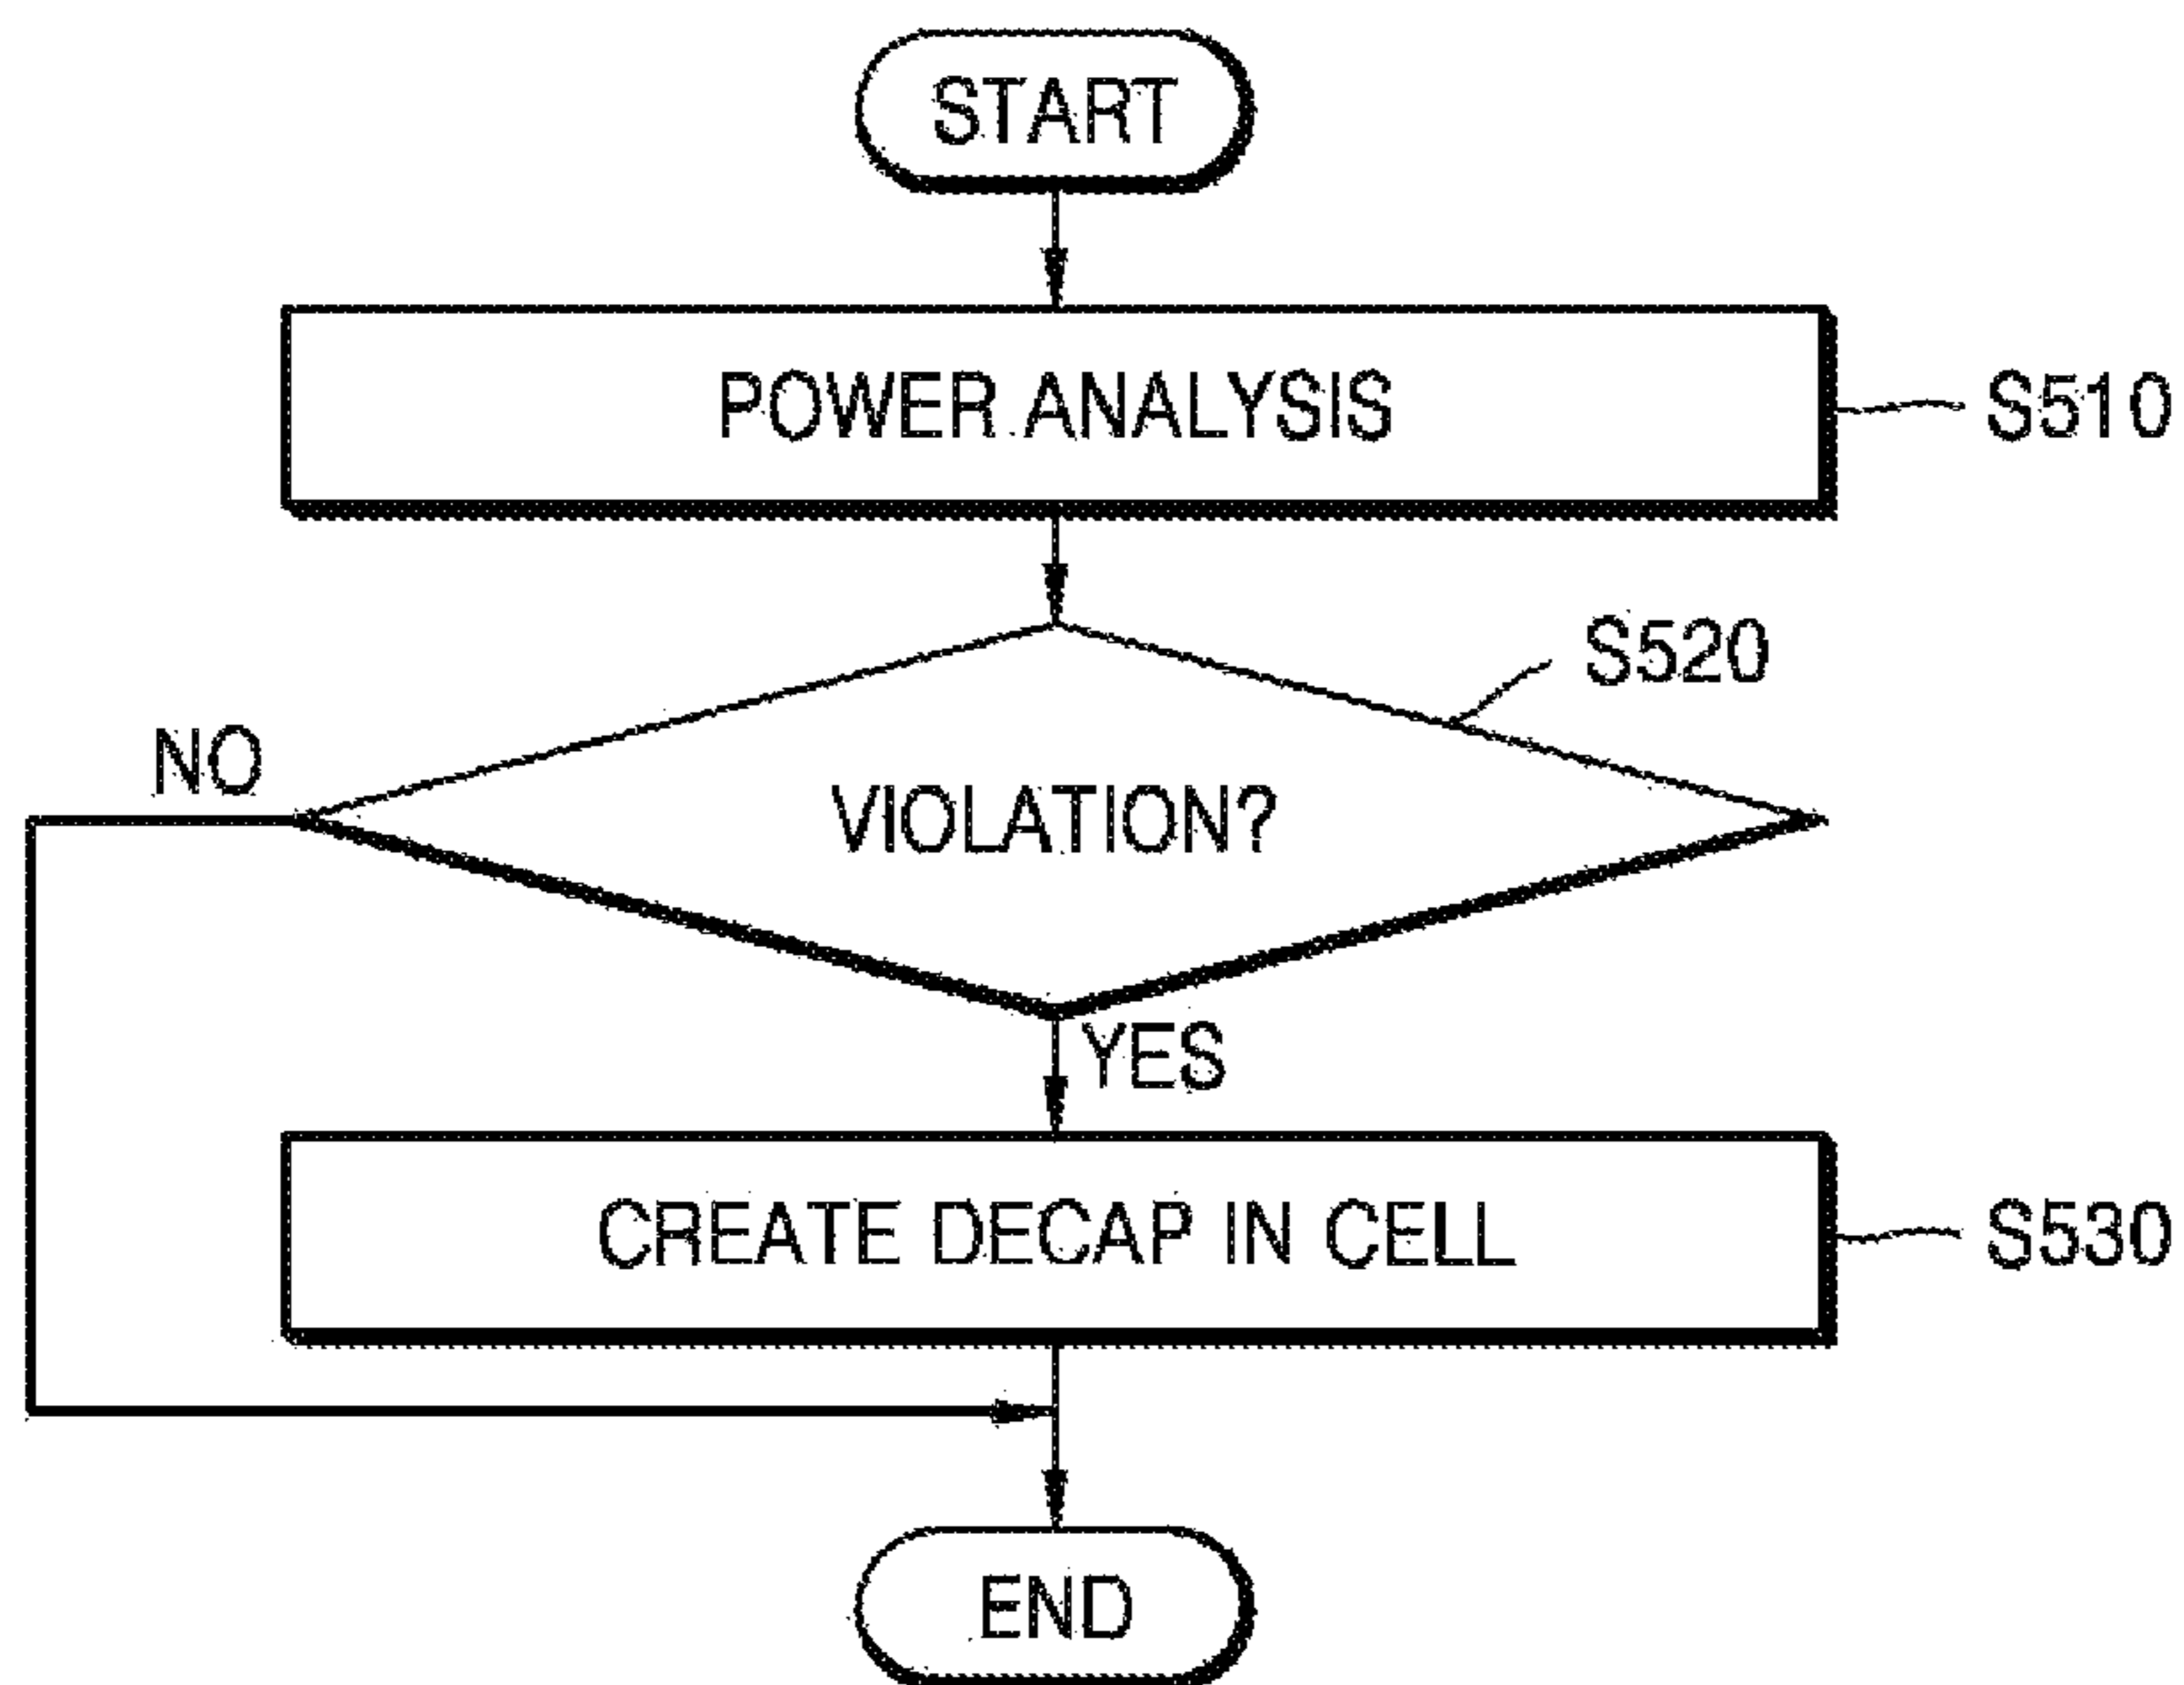 START
POWER ANALYSIS
S510
S520
NO
VIOLATION?
YES
CREATE DECAP IN CELL
S530
END